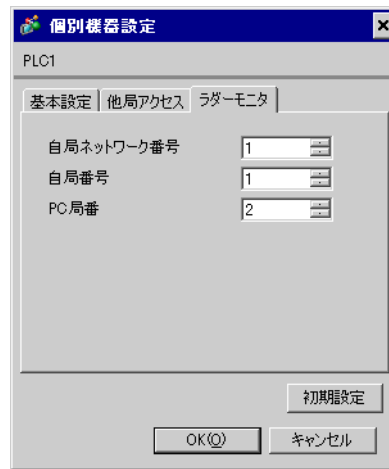 個別機器設定
PLC1
基本設定 他局アクセス ラダーモニタ
自局ネットワーク番号 1
自局番号 1
PC局番 2
初期設定
OK(O) キャンセル